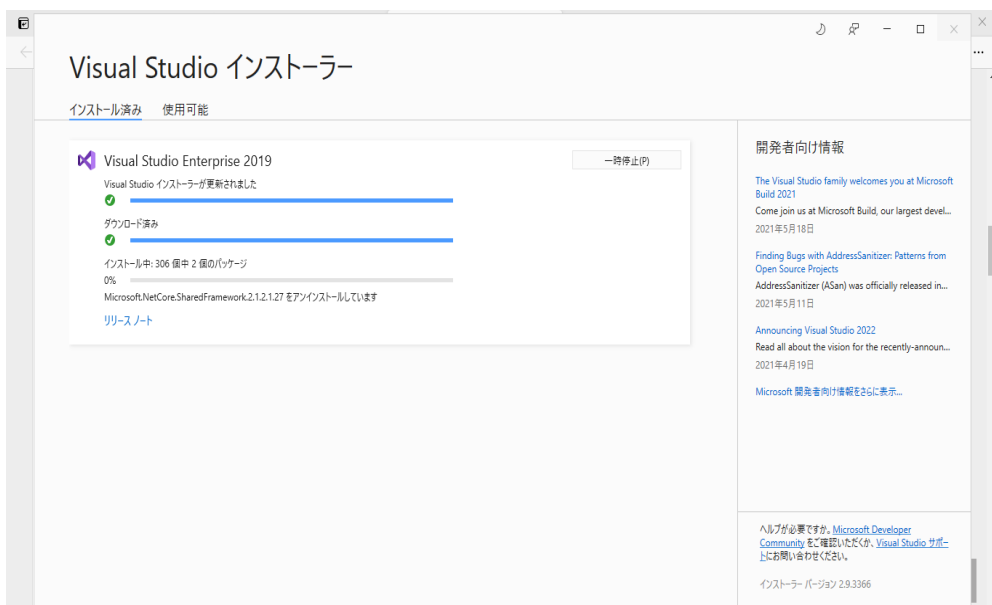 Visual Studio インストーラー
インストール済み
使用可能
Visual Studio Enterprise 2019
一時停止(P)
Visual Studio インストーラーが更新されました
ダウンロード済み
インストール中: 306 個中 2 個のパッケージ
0%
Microsoft.NetCore.SharedFramework.2.1.2.1.27 をアンインストールしています
リリース ノート
開発者向け情報
The Visual Studio family welcomes you at Microsoft
Build 2021
Come join us at Microsoft Build, our largest devel...
2021年5月18日
Finding Bugs with AddressSanitizer: Patterns from
Open Source Projects
AddressSanitizer (ASan) was officially released in...
2021年5月11日
Announcing Visual Studio 2022
Read all about the vision for the recently-announ...
2021年4月19日
Microsoft 開発者向け情報をさらに表示...
ヘルプが必要ですか。Microsoft Developer
Community をご確認いただくか、Visual Studio サポー
トにお問い合わせください。
インストーラー バージョン 2.9.3366